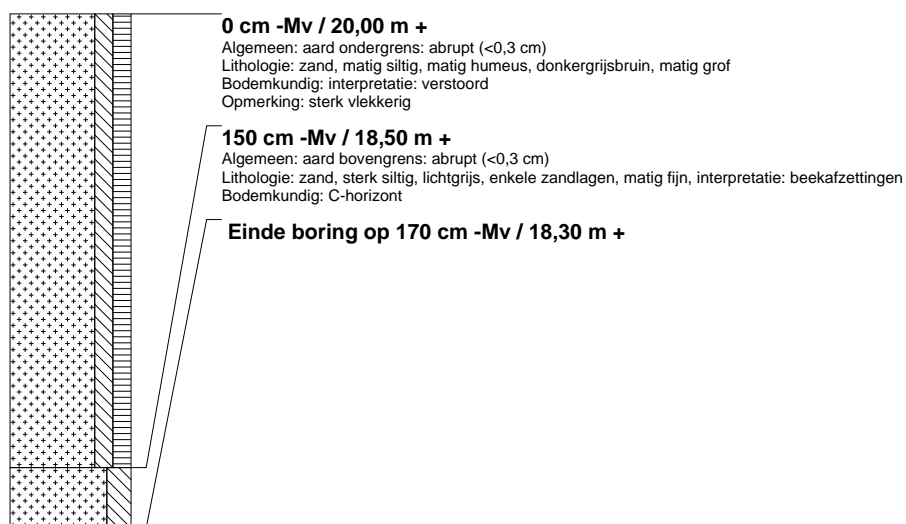 0 cm -Mv / 20,00 m +
Algemeen: aard ondergrens: abrupt (<0,3 cm)
Lithologie: zand, matig siltig, matig humeus, donkergrijsbruin, matig grof
Bodemkundig: interpretatie: verstoord
Opmerking: sterk vlekkerig
150 cm -Mv / 18,50 m +
Algemeen: aard bovengrens: abrupt (<0,3 cm)
Lithologie: zand, sterk siltig, lichtgrijs, enkele zandlagen, matig fijn, interpretatie: beekafzettingen
Bodemkundig: C-horizont
Einde boring op 170 cm -Mv / 18,30 m +